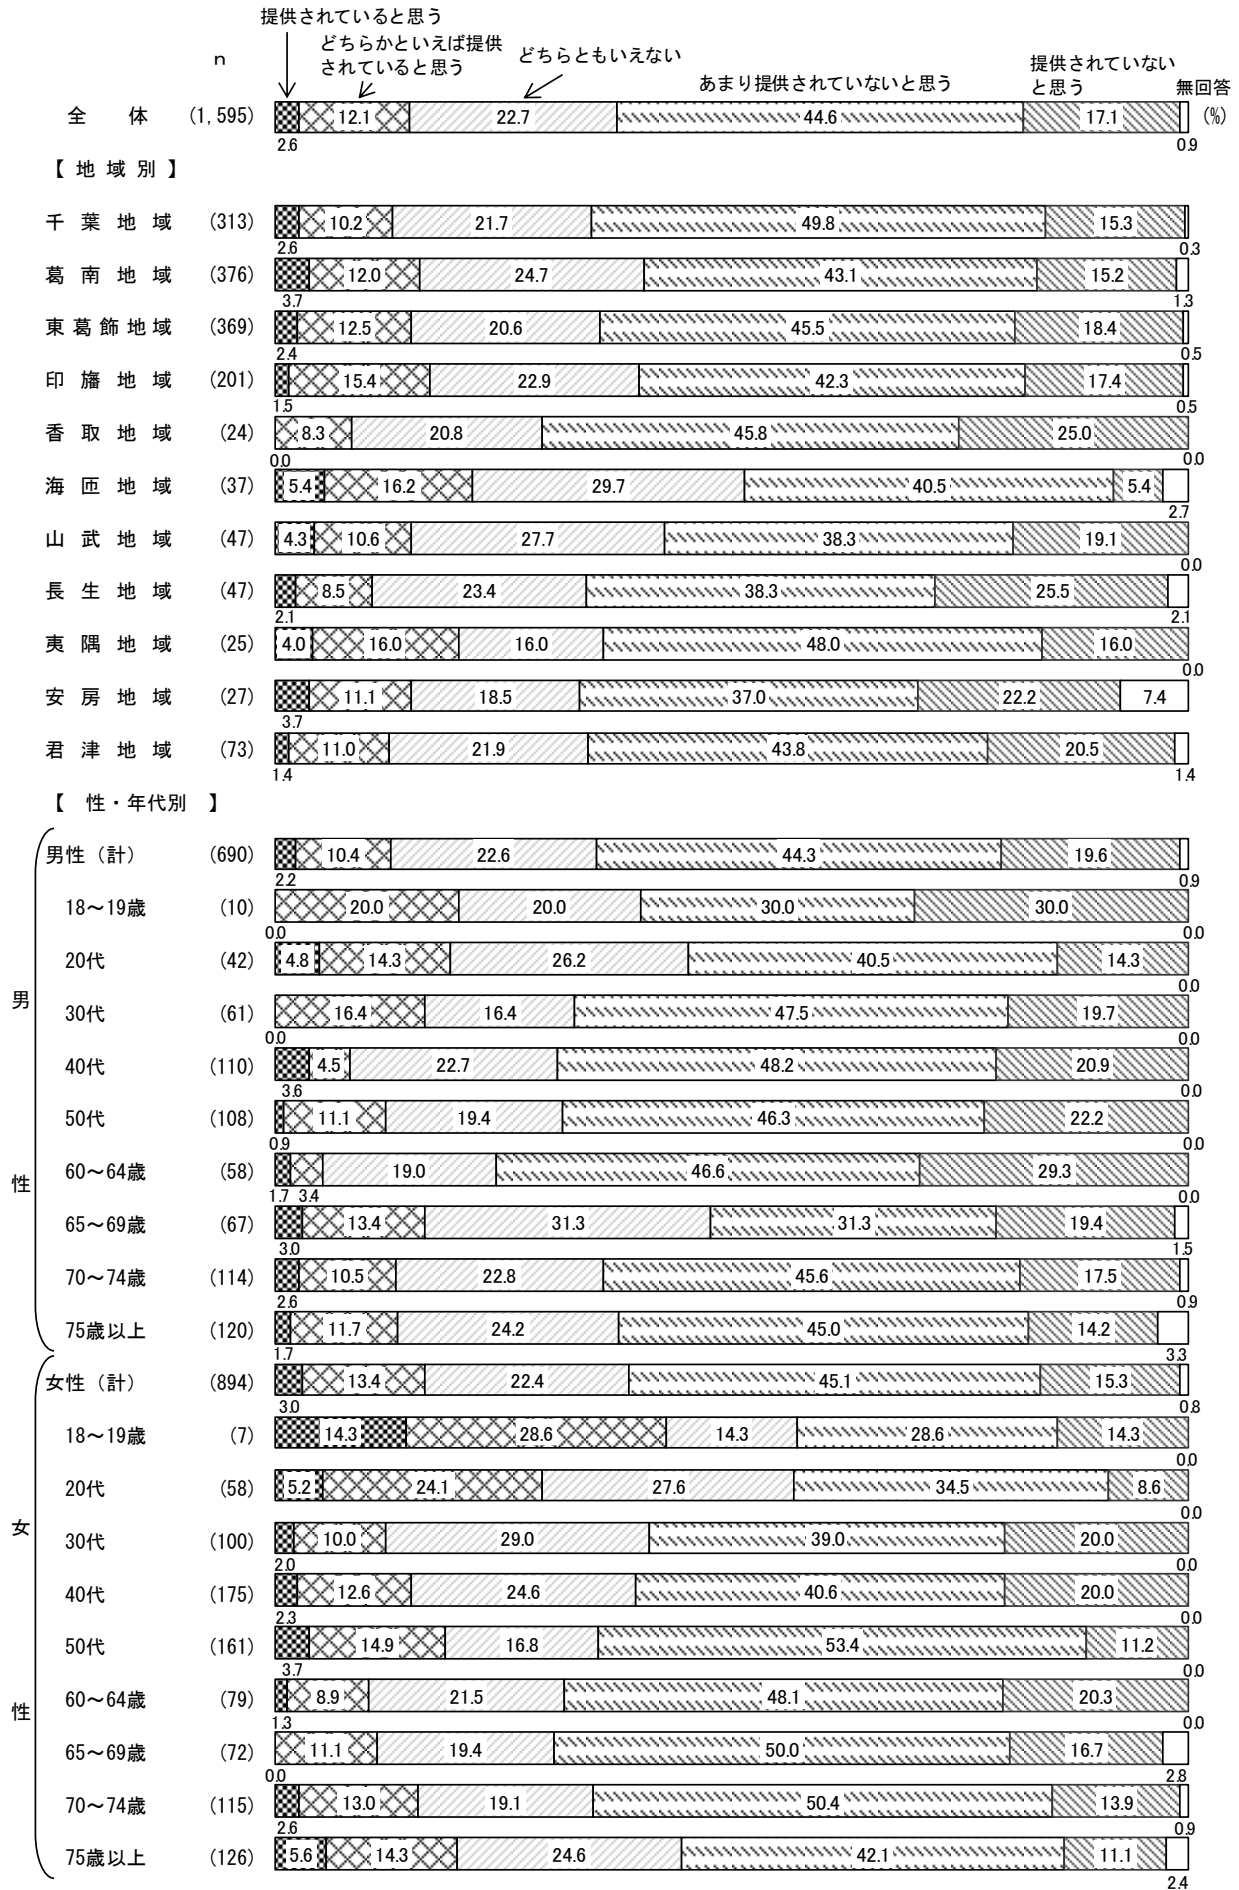 提供されていると思う
どちらかといえば提供
されていると思う
どちらともいえない
あまり提供されていないと思う
提供されていない
と思う
無回答
n
(%)
全　体 (1,595) 2.6 12.1 22.7 44.6 17.1 0.9
【地域別】
千葉地域 (313) 2.6 10.2 21.7 49.8 15.3 0.3
葛南地域 (376) 3.7 12.0 24.7 43.1 15.2 1.3
東葛飾地域 (369) 2.4 12.5 20.6 45.5 18.4 0.5
印旛地域 (201) 1.5 15.4 22.9 42.3 17.4 0.5
香取地域 (24) 0.0 8.3 20.8 45.8 25.0 0.0
海匝地域 (37) 5.4 16.2 29.7 40.5 5.4 2.7
山武地域 (47) 4.3 10.6 27.7 38.3 19.1 0.0
長生地域 (47) 2.1 8.5 23.4 38.3 25.5 2.1
夷隅地域 (25) 4.0 16.0 16.0 48.0 16.0 0.0
安房地域 (27) 3.7 11.1 18.5 37.0 22.2 7.4
君津地域 (73) 1.4 11.0 21.9 43.8 20.5 1.4
【　性・年代別　】
男性
男性（計） (690) 2.2 10.4 22.6 44.3 19.6 0.9
18～19歳 (10) 0.0 20.0 20.0 30.0 30.0 0.0
20代 (42) 4.8 14.3 26.2 40.5 14.3 0.0
30代 (61) 0.0 16.4 16.4 47.5 19.7 0.0
40代 (110) 3.6 4.5 22.7 48.2 20.9 0.0
50代 (108) 0.9 11.1 19.4 46.3 22.2 0.0
60～64歳 (58) 1.7 3.4 19.0 46.6 29.3 0.0
65～69歳 (67) 3.0 13.4 31.3 31.3 19.4 1.5
70～74歳 (114) 2.6 10.5 22.8 45.6 17.5 0.9
75歳以上 (120) 1.7 11.7 24.2 45.0 14.2 3.3
女性
女性（計） (894) 3.0 13.4 22.4 45.1 15.3 0.8
18～19歳 (7) 14.3 28.6 14.3 28.6 14.3 0.0
20代 (58) 5.2 24.1 27.6 34.5 8.6 0.0
30代 (100) 2.0 10.0 29.0 39.0 20.0 0.0
40代 (175) 2.3 12.6 24.6 40.6 20.0 0.0
50代 (161) 3.7 14.9 16.8 53.4 11.2 0.0
60～64歳 (79) 1.3 8.9 21.5 48.1 20.3 0.0
65～69歳 (72) 0.0 11.1 19.4 50.0 16.7 2.8
70～74歳 (115) 2.6 13.0 19.1 50.4 13.9 0.9
75歳以上 (126) 5.6 14.3 24.6 42.1 11.1 2.4